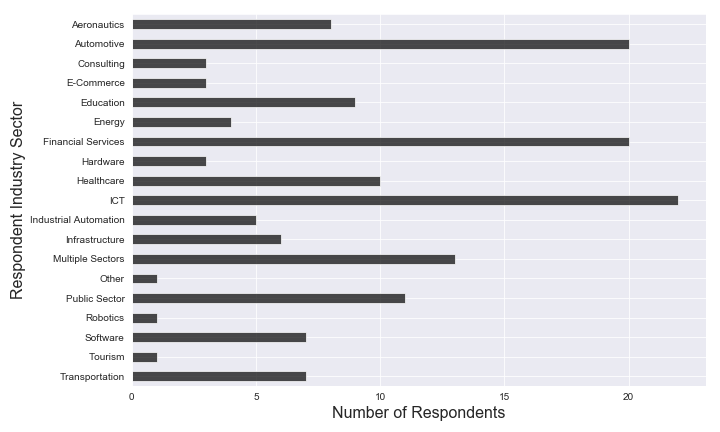 Respondent Industry Sector
Aeronautics
Automotive
Consulting
E-Commerce
Education
Energy
Financial Services
Hardware
Healthcare
ICT
Industrial Automation
Infrastructure
Multiple Sectors
Other
Public Sector
Robotics
Software
Tourism
Transportation
0 5 10 15 20
Number of Respondents